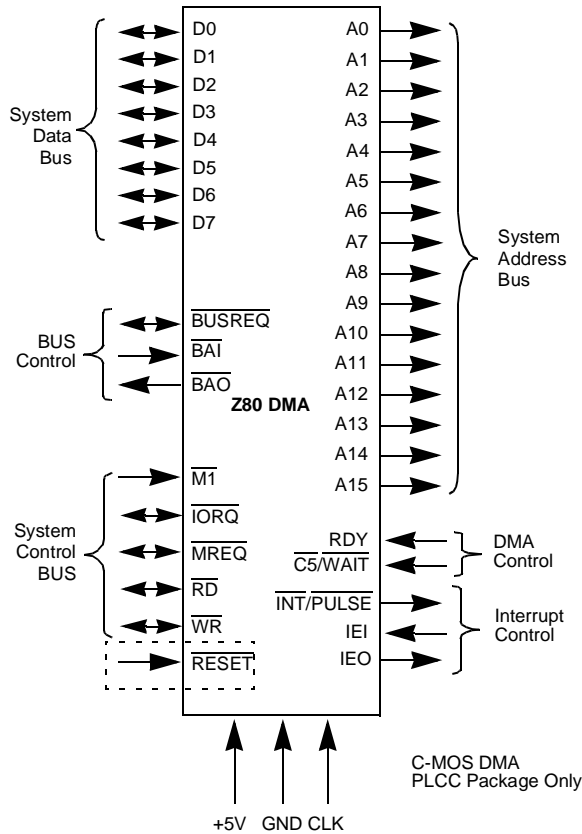 D0
D1
D2
D3
D4
D5
D6
D7
System
Data
Bus
BUSREQ
BAI
BAO
BUS
Control
Z80 DMA
M1
IORQ
MREQ
RD
WR
RESET
System
Control
BUS
A0
A1
A2
A3
A4
A5
A6
A7
A8
A9
A10
A11
A12
A13
A14
A15
System
Address
Bus
RDY
C5/WAIT
DMA
Control
INT/PULSE
IEI
IEO
Interrupt
Control
+5V GND CLK
C-MOS DMA
PLCC Package Only